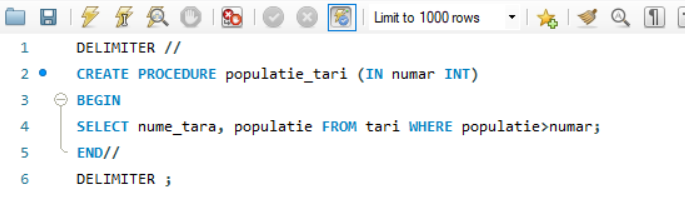 Limit to 1000 rows
1 DELIMITER //
2 CREATE PROCEDURE populatie_tari (IN numar INT)
3 BEGIN
4 SELECT nume_tara, populatie FROM tari WHERE populatie>numar;
5 END//
6 DELIMITER ;